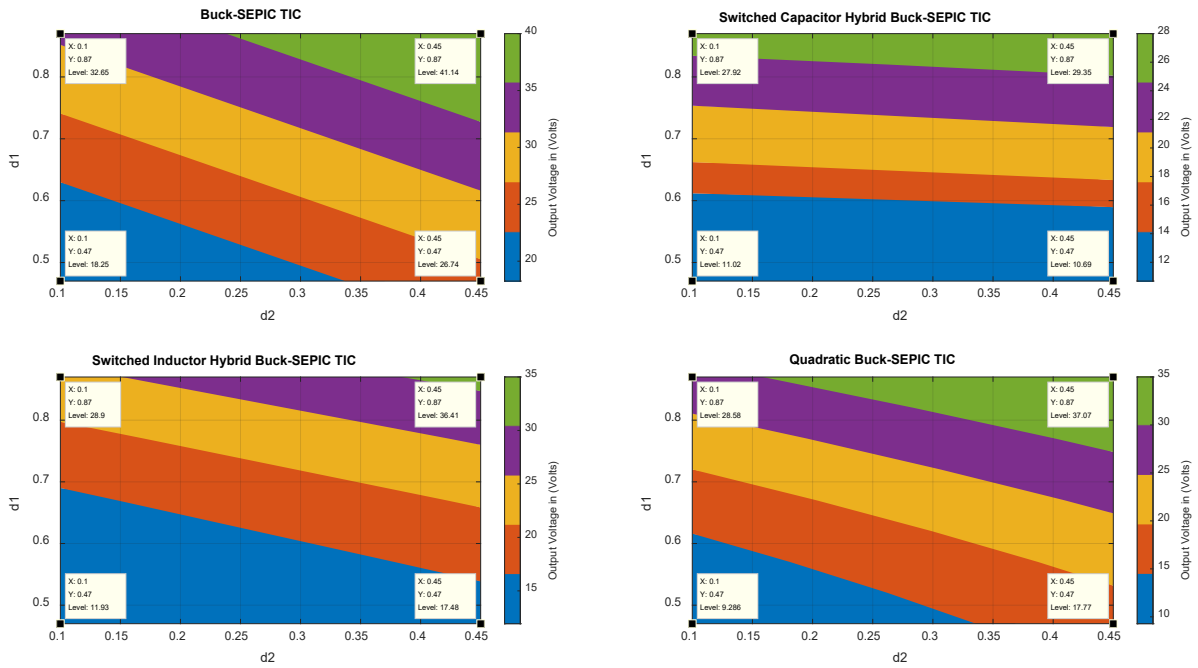 Buck-SEPIC TIC
X: 0.1
Y: 0.87
Level: 32.65
X: 0.45
Y: 0.87
Level: 41.14
X: 0.1
Y: 0.47
Level: 18.25
X: 0.45
Y: 0.47
Level: 26.74
0.8
0.7
0.6
0.5
d1
0.1
0.15
0.2
0.25
0.3
0.35
0.4
0.45
d2
40
35
30
25
20
Output Voltage in (Volts)
Switched Capacitor Hybrid Buck-SEPIC TIC
X: 0.1
Y: 0.87
Level: 27.92
X: 0.45
Y: 0.87
Level: 29.35
X: 0.1
Y: 0.47
Level: 11.02
X: 0.45
Y: 0.47
Level: 10.69
0.8
0.7
0.6
0.5
d1
0.1
0.15
0.2
0.25
0.3
0.35
0.4
0.45
d2
28
26
24
22
20
18
16
14
12
Output Voltage in (Volts)
Switched Inductor Hybrid Buck-SEPIC TIC
X: 0.1
Y: 0.87
Level: 28.9
X: 0.45
Y: 0.87
Level: 36.41
X: 0.1
Y: 0.47
Level: 11.93
X: 0.45
Y: 0.47
Level: 17.48
0.8
0.7
0.6
0.5
d1
0.1
0.15
0.2
0.25
0.3
0.35
0.4
0.45
d2
35
30
25
20
15
Output Voltage in (Volts)
Quadratic Buck-SEPIC TIC
X: 0.1
Y: 0.87
Level: 28.58
X: 0.45
Y: 0.87
Level: 37.07
X: 0.1
Y: 0.47
Level: 9.286
X: 0.45
Y: 0.47
Level: 17.77
0.8
0.7
0.6
0.5
d1
0.1
0.15
0.2
0.25
0.3
0.35
0.4
0.45
d2
35
30
25
20
15
10
Output Voltage in (Volts)